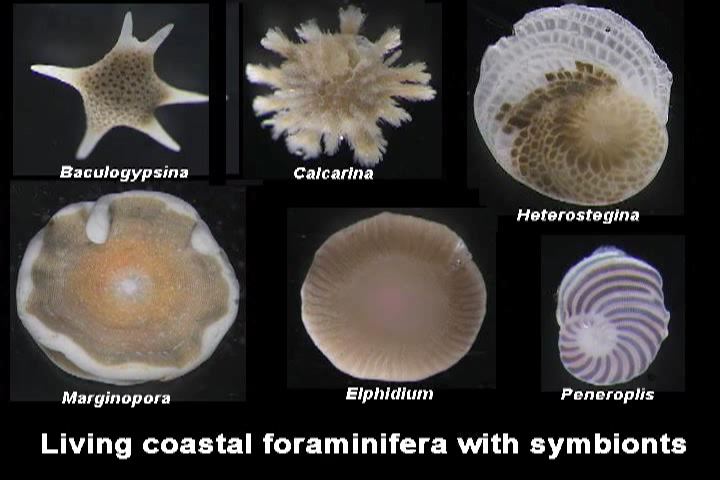 Baculogypsina
Calcarina
Heterostegina
Marginopora
Elphidium
Peneroplis
Living coastal foraminifera with symbionts